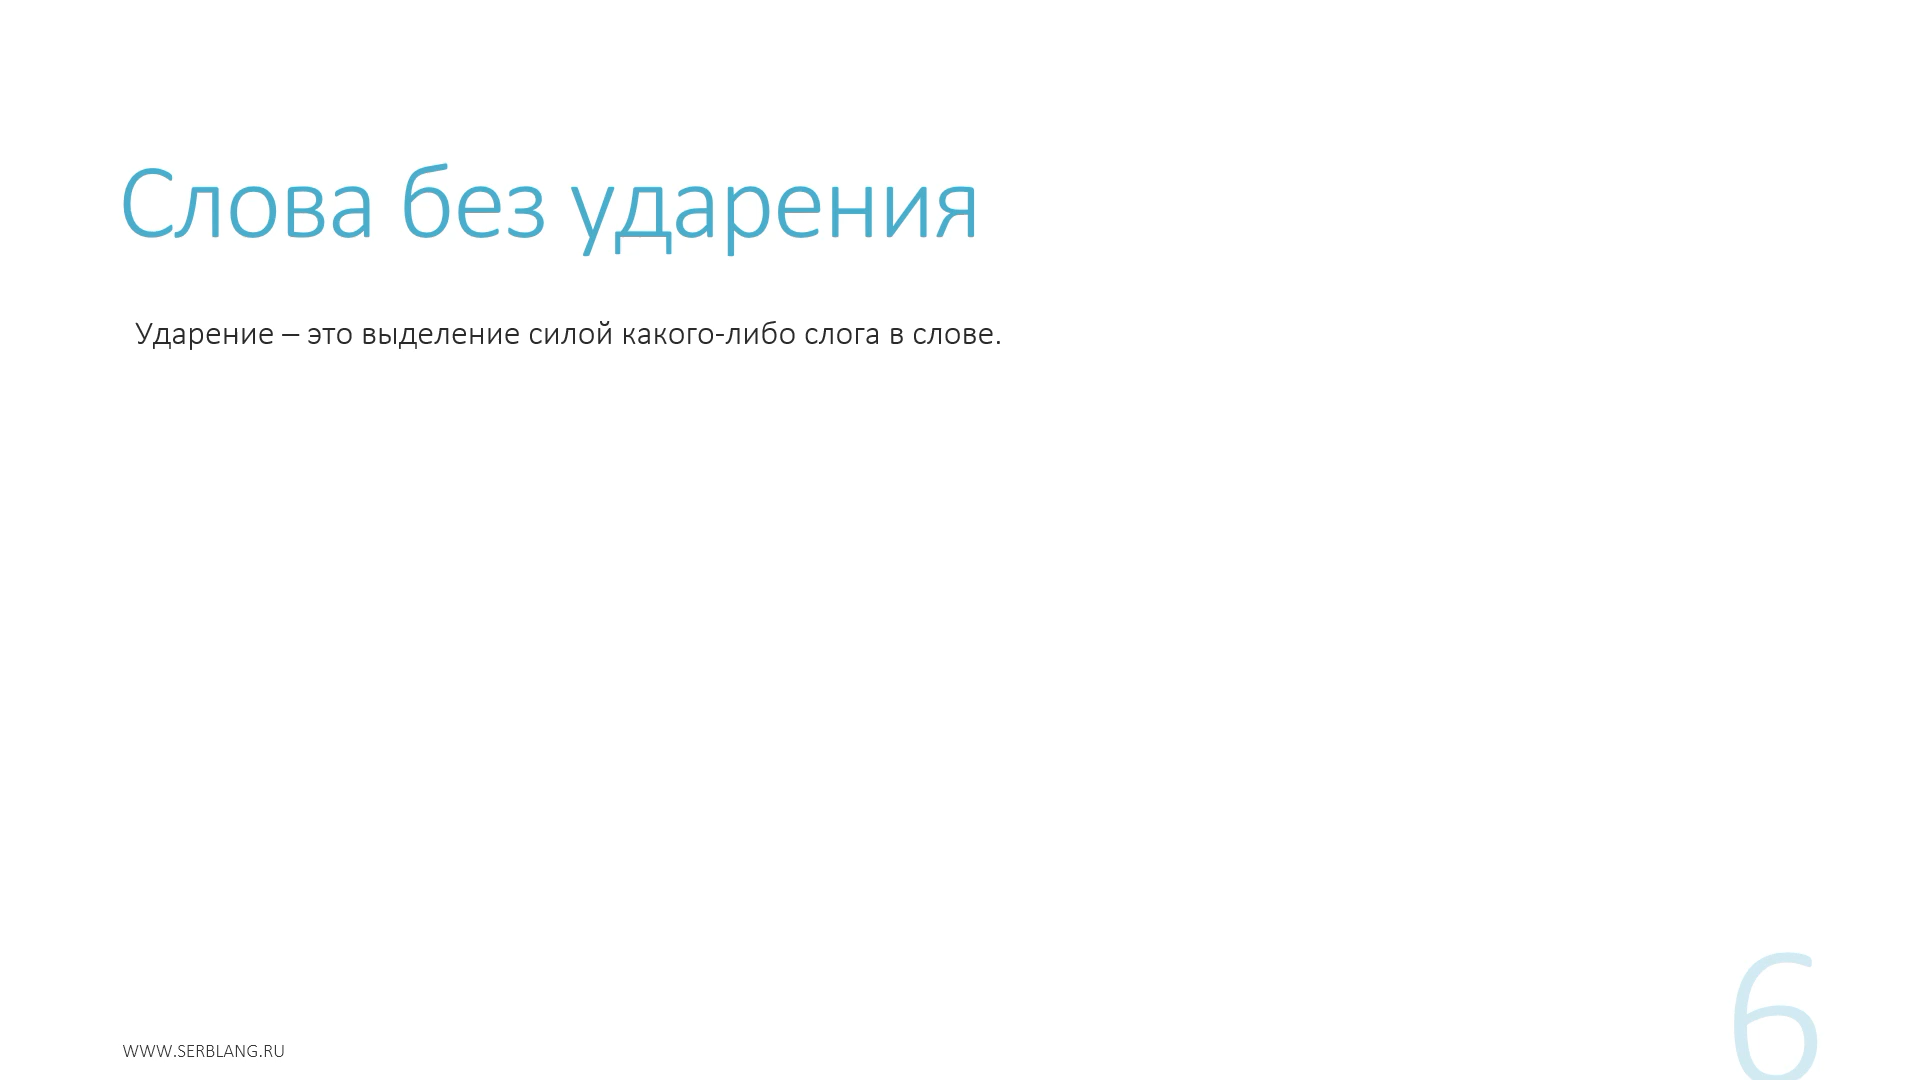 Слова без ударения
Ударение – это выделение силой какого-либо слога в слове.
WWW.SERBLANG.RU
6